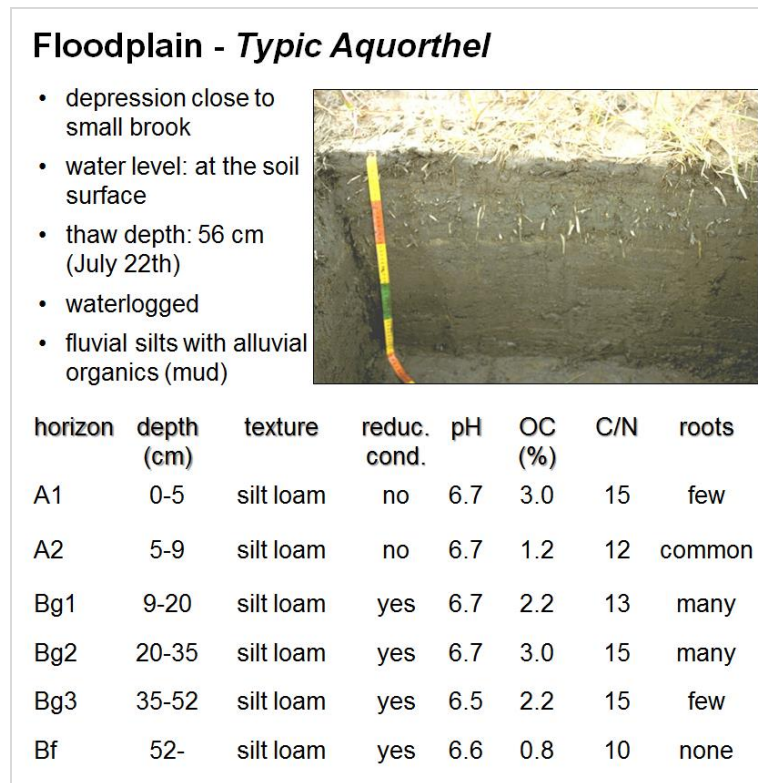 Floodplain - Typic Aquorthel
• depression close to
small brook
• water level: at the soil
surface
• thaw depth: 56 cm
(July 22th)
• waterlogged
• fluvial silts with alluvial
organics (mud)
horizon depth texture reduc. pH OC C/N roots
(cm) cond. (%)
A1 0-5 silt loam no 6.7 3.0 15 few
A2 5-9 silt loam no 6.7 1.2 12 common
Bg1 9-20 silt loam yes 6.7 2.2 13 many
Bg2 20-35 silt loam yes 6.7 3.0 15 many
Bg3 35-52 silt loam yes 6.5 2.2 15 few
Bf 52- silt loam yes 6.6 0.8 10 none